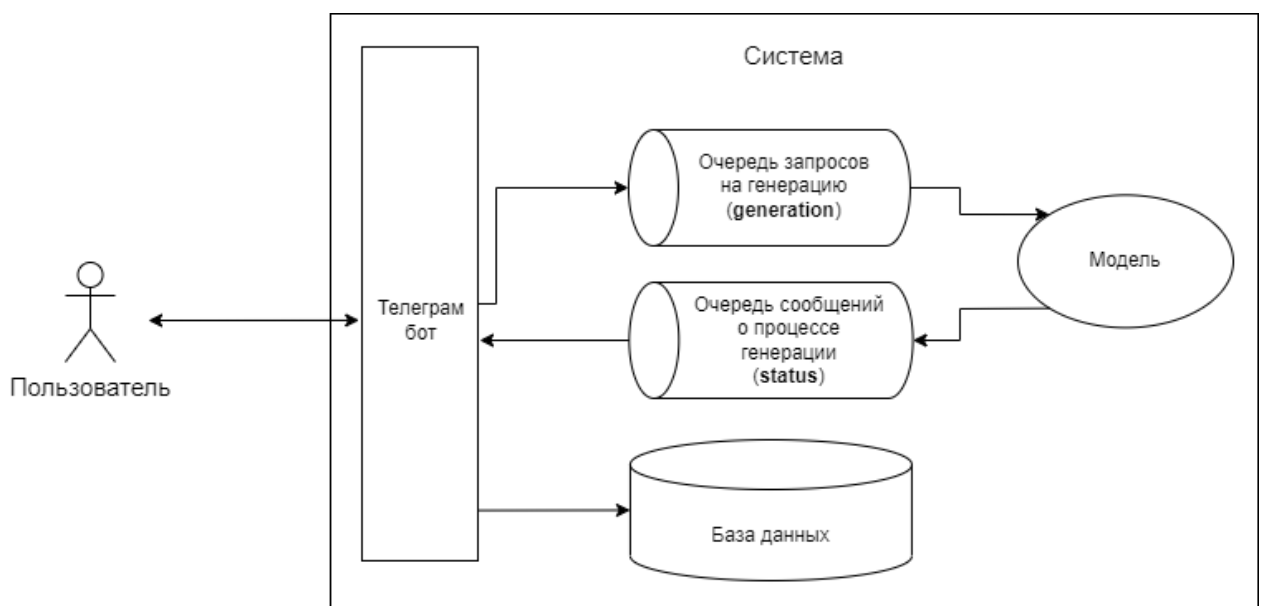 Система
Очередь запросов
на генерацию
(generation)
Модель
Телеграм
бот
Очередь сообщений
о процессе
генерации
(status)
Пользователь
База данных